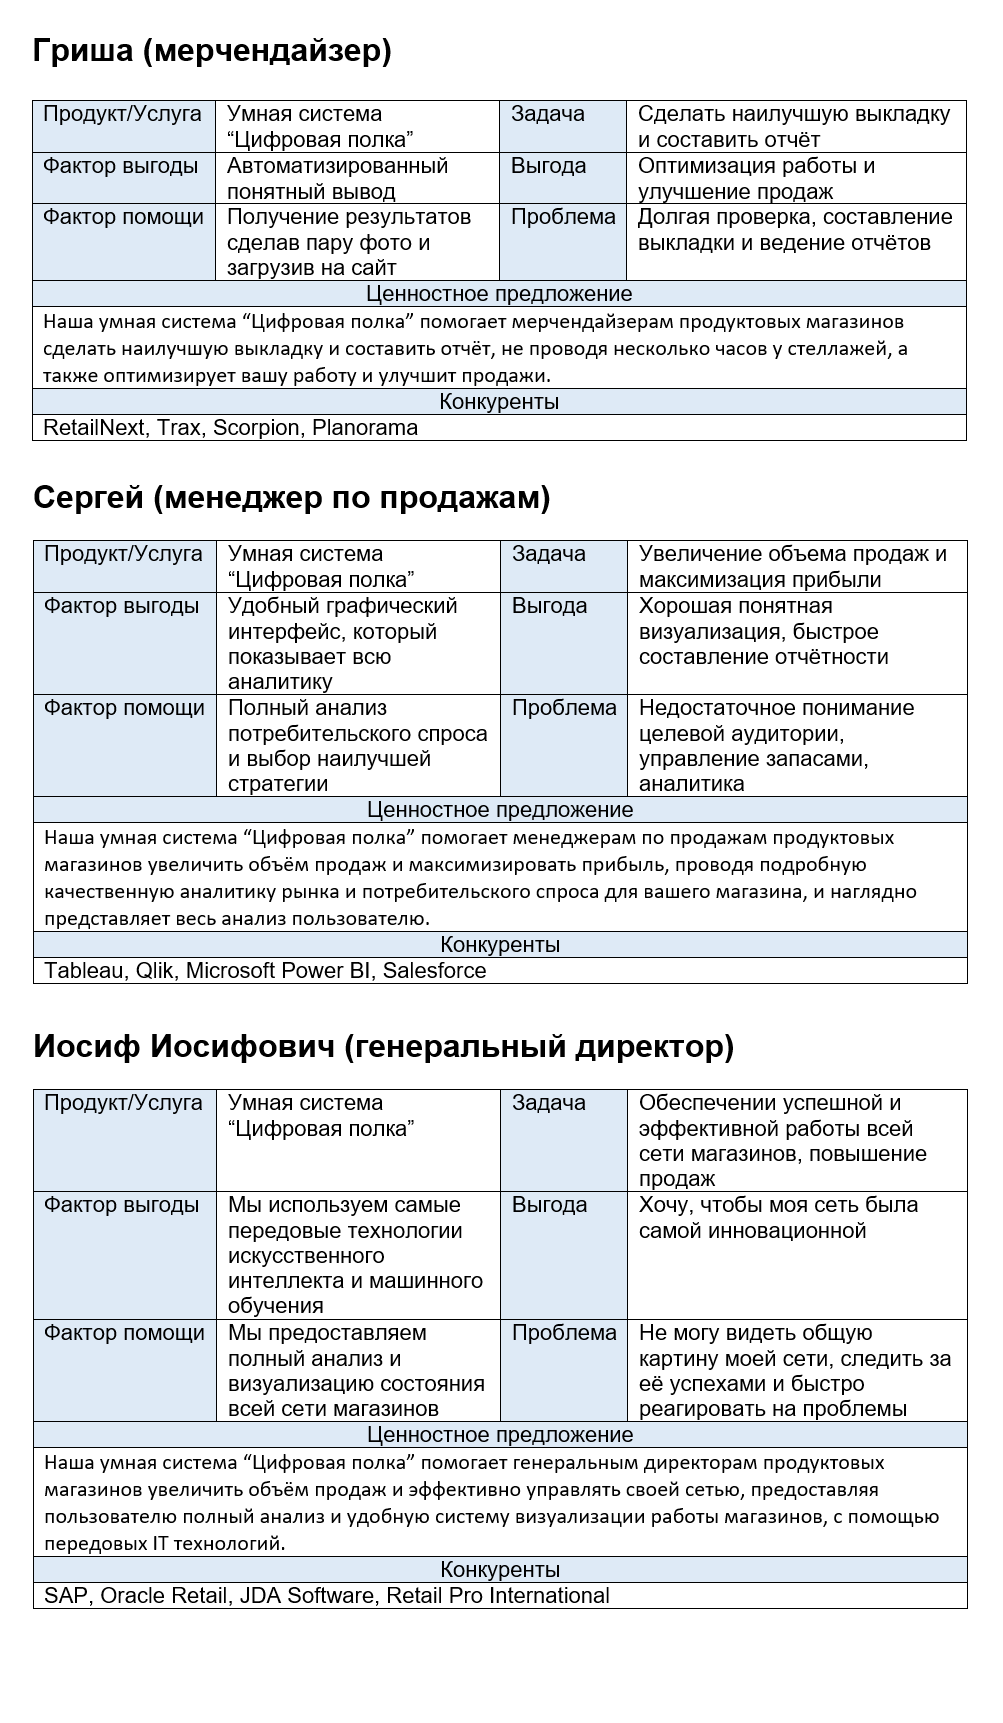 Гриша (мерчендайзер)
Продукт/Услуга
Умная система
“Цифровая полка”
Задача
Сделать наилучшую выкладку
и составить отчёт
Фактор выгоды
Автоматизированный
понятный вывод
Выгода
Оптимизация работы и
улучшение продаж
Фактор помощи
Получение результатов
сделав пару фото и
загрузив на сайт
Проблема
Долгая проверка, составление
выкладки и ведение отчётов
Ценностное предложение
Наша умная система “Цифровая полка” помогает мерчендайзерам продуктовых магазинов
сделать наилучшую выкладку и составить отчёт, не проводя несколько часов у стеллажей, а
также оптимизирует вашу работу и улучшит продажи.
Конкуренты
RetailNext, Trax, Scorpion, Planorama
Сергей (менеджер по продажам)
Продукт/Услуга
Умная система
“Цифровая полка”
Задача
Увеличение объема продаж и
максимизация прибыли
Фактор выгоды
Удобный графический
интерфейс, который
показывает всю
аналитику
Выгода
Хорошая понятная
визуализация, быстрое
составление отчётности
Фактор помощи
Полный анализ
потребительского спроса
и выбор наилучшей
стратегии
Проблема
Недостаточное понимание
целевой аудитории,
управление запасами,
аналитика
Ценностное предложение
Наша умная система “Цифровая полка” помогает менеджерам по продажам продуктовых
магазинов увеличить объём продаж и максимизировать прибыль, проводя подробную
качественную аналитику рынка и потребительского спроса для вашего магазина, и наглядно
представляет весь анализ пользователю.
Конкуренты
Tableau, Qlik, Microsoft Power BI, Salesforce
Иосиф Иосифович (генеральный директор)
Продукт/Услуга
Умная система
“Цифровая полка”
Задача
Обеспечении успешной и
эффективной работы всей
сети магазинов, повышение
продаж
Фактор выгоды
Мы используем самые
передовые технологии
искусственного
интеллекта и машинного
обучения
Выгода
Хочу, чтобы моя сеть была
самой инновационной
Фактор помощи
Мы предоставляем
полный анализ и
визуализацию состояния
всей сети магазинов
Проблема
Не могу видеть общую
картину моей сети, следить за
её успехами и быстро
реагировать на проблемы
Ценностное предложение
Наша умная система “Цифровая полка” помогает генеральным директорам продуктовых
магазинов увеличить объём продаж и эффективно управлять своей сетью, предоставляя
пользователю полный анализ и удобную систему визуализации работы магазинов, с помощью
передовых IT технологий.
Конкуренты
SAP, Oracle Retail, JDA Software, Retail Pro International